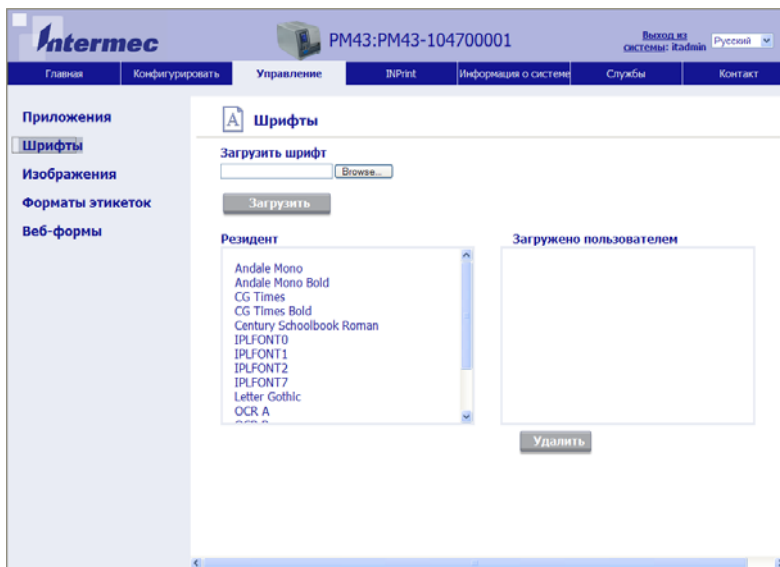 Intermec
PM43:PM43-104700001
Выход из
системы: itadmin
Русский
Главная
Конфигурировать
Управление
INPrint
Информация о системе
Службы
Контакт
Приложения
Шрифты
Изображения
Форматы этикеток
Веб-формы
Шрифты
Загрузить шрифт
Browse...
Загрузить
Резидент
Andale Mono
Andale Mono Bold
CG Times
CG Times Bold
Century Schoolbook Roman
IPLFONT0
IPLFONT1
IPLFONT2
IPLFONT7
Letter Gothic
OCR A
Загружено пользователем
Удалить